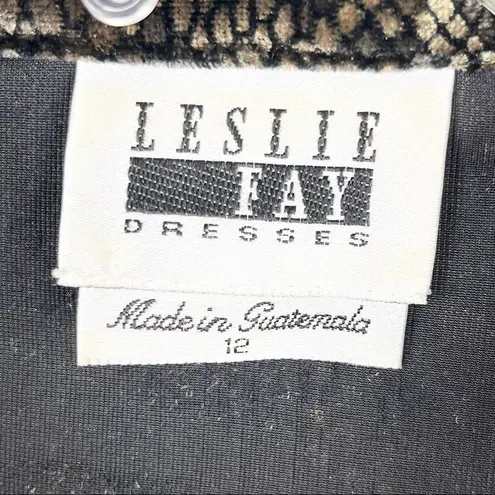 LESLIE
FAY
DRESSES
Made in Guatemala
12